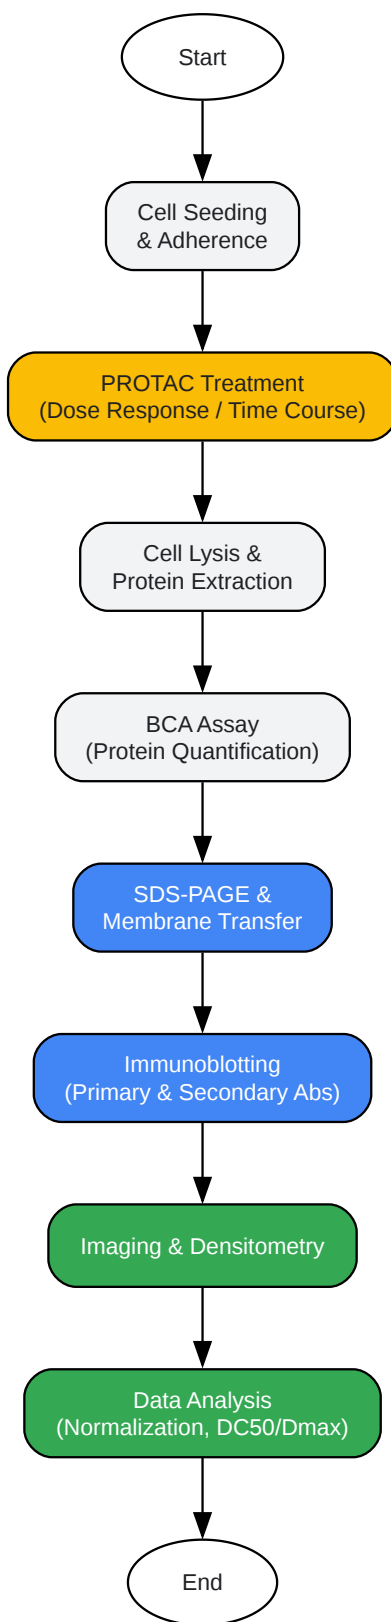 Start
Cell Seeding
& Adherence
PROTAC Treatment
(Dose Response / Time Course)
Cell Lysis &
Protein Extraction
BCA Assay
(Protein Quantification)
SDS-PAGE &
Membrane Transfer
Immunoblotting
(Primary & Secondary Abs)
Imaging & Densitometry
Data Analysis
(Normalization, DC50/Dmax)
End